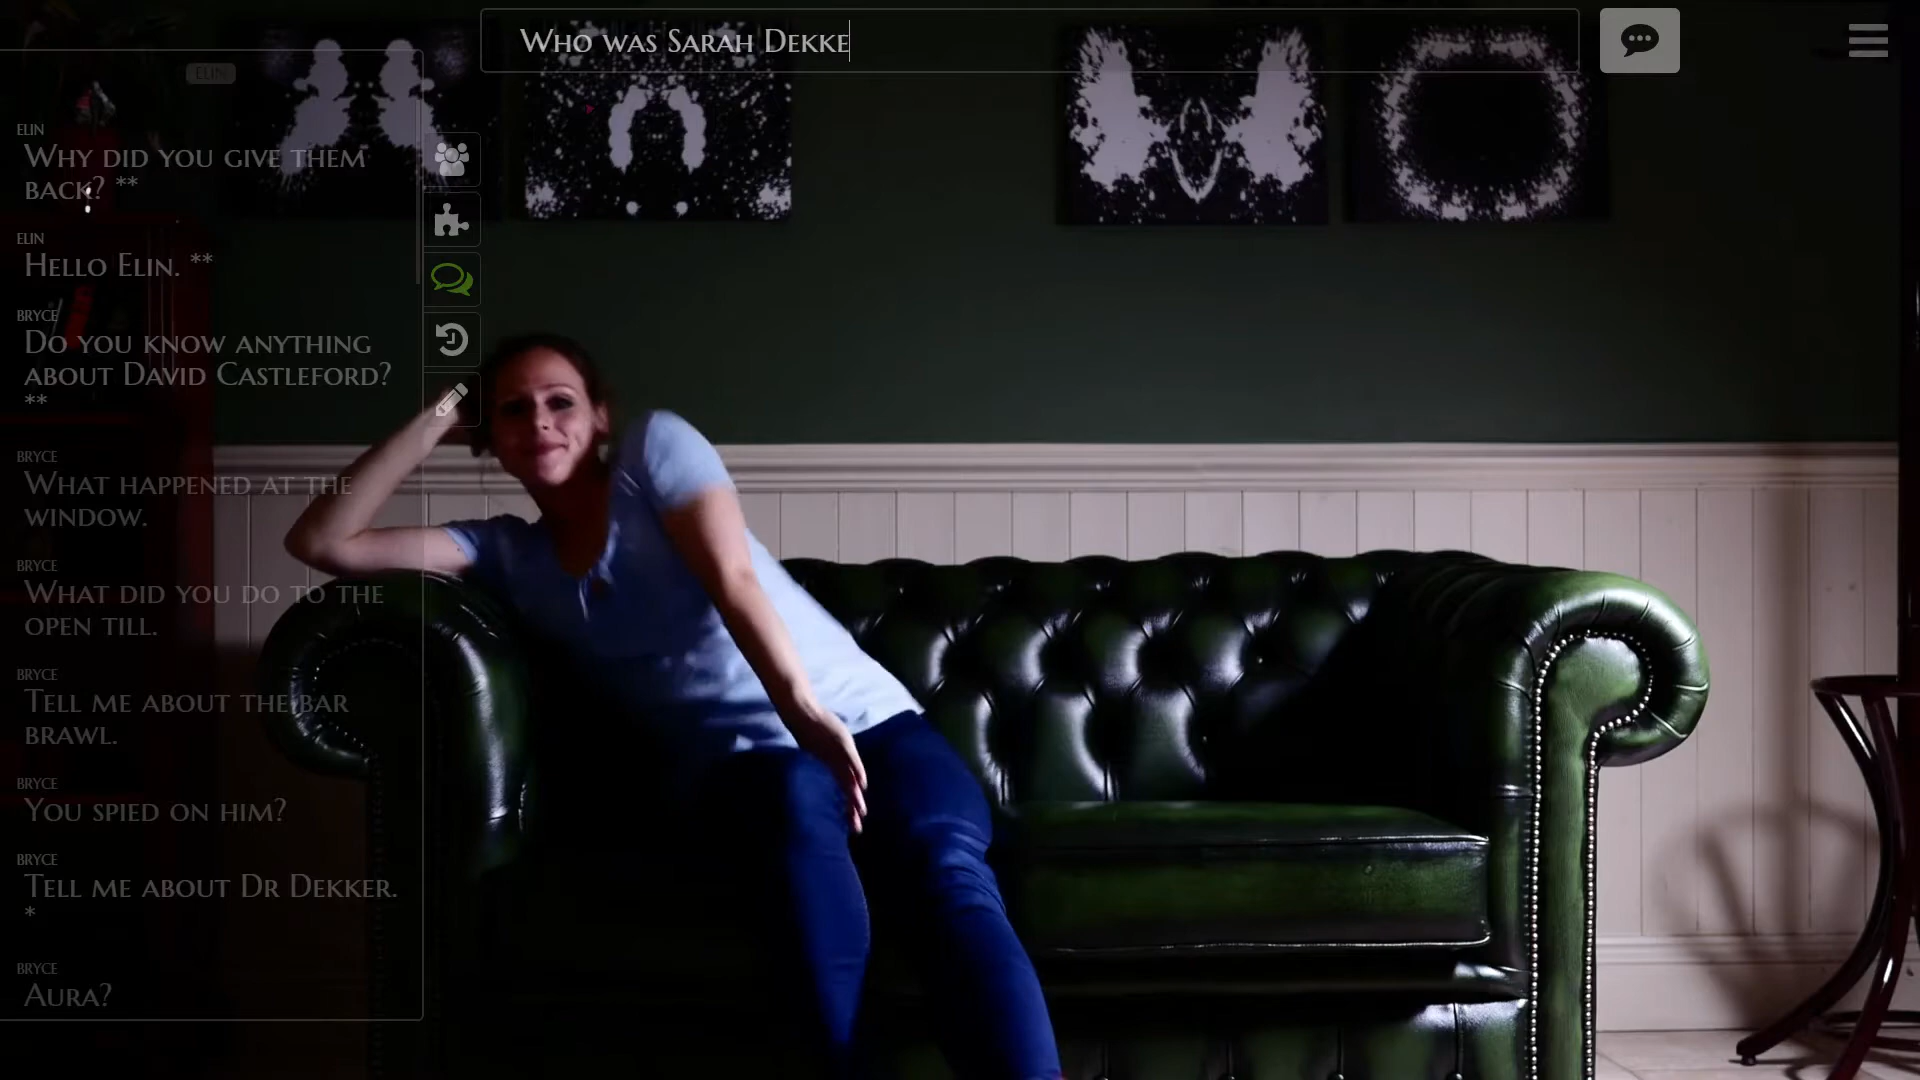 Who was Sarah Dekke
ELIN
ELIN
Why did you give them
back? **
ELIN
Hello Elin. **
BRYCE
Do you know anything
about David Castleford?
**
BRYCE
What happened at the
window.
BRYCE
What did you do to the
open till.
BRYCE
Tell me about the bar
brawl.
BRYCE
You spied on him?
BRYCE
Tell me about Dr Dekker.
*
BRYCE
Aura?